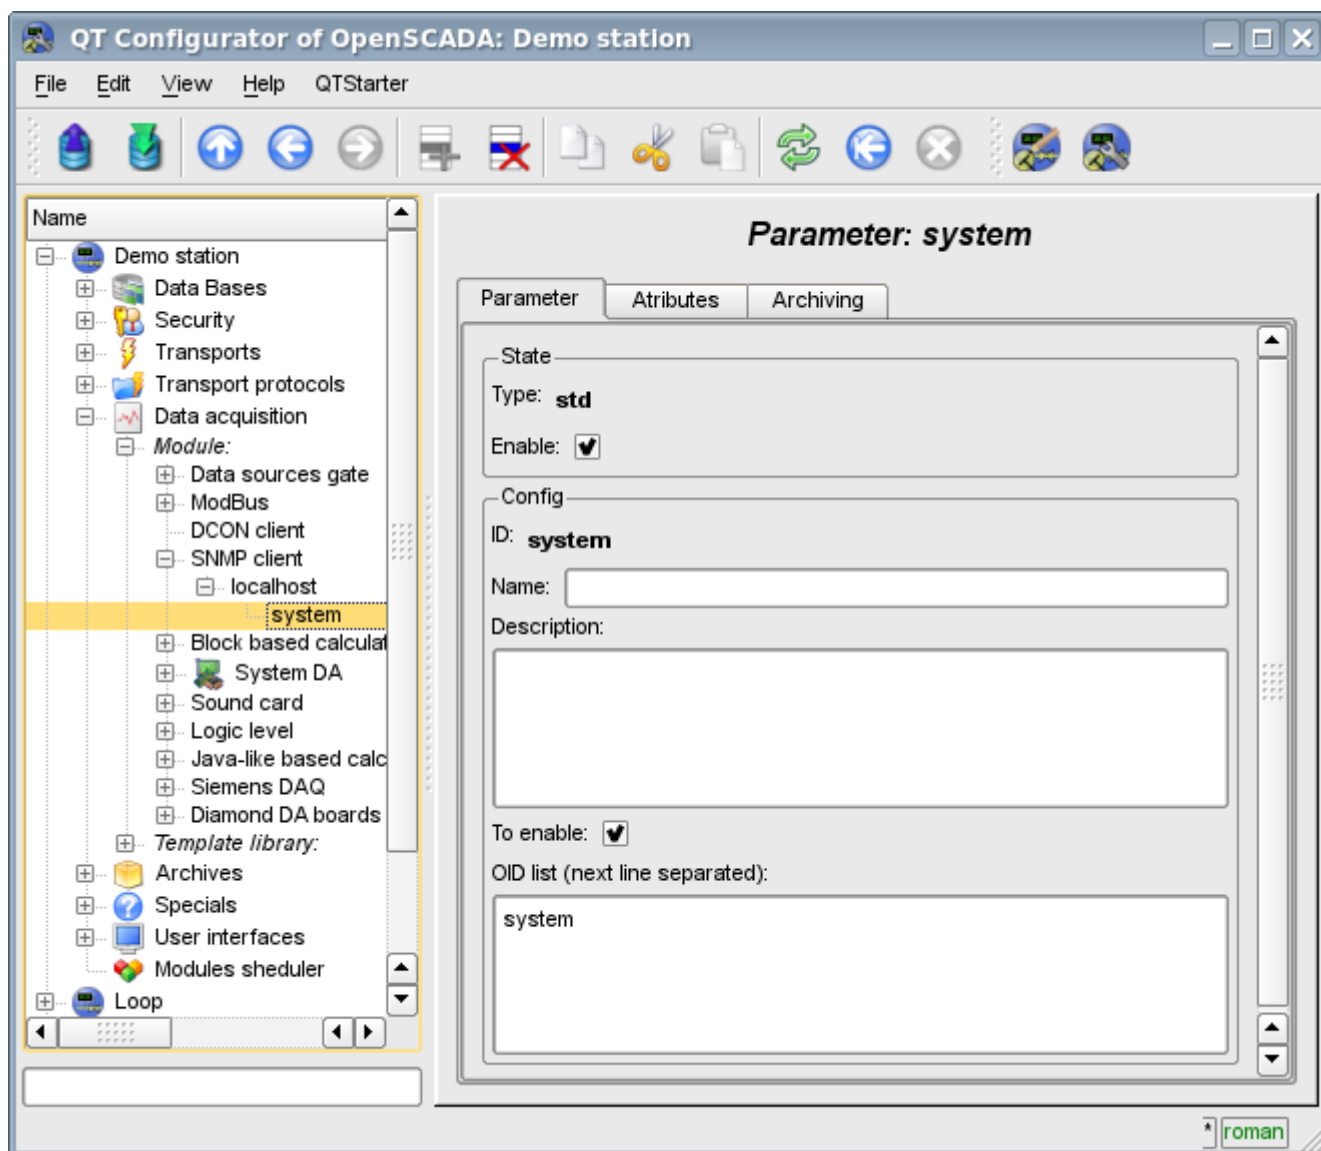 QT Configurator of OpenSCADA: Demo station
File Edit View Help QTStarter
Name
Demo station
Data Bases
Security
Transports
Transport protocols
Data acquisition
Module:
Data sources gate
ModBus
DCON client
SNMP client
localhost
system
Block based calculat
System DA
Sound card
Logic level
Java-like based calc
Siemens DAQ
Diamond DA boards
Template library:
Archives
Specials
User interfaces
Modules sheduler
Loop
Parameter: system
Parameter Atributes Archiving
State
Type: std
Enable:
Config
ID: system
Name:
Description:
To enable:
OID list (next line separated):
system
* roman